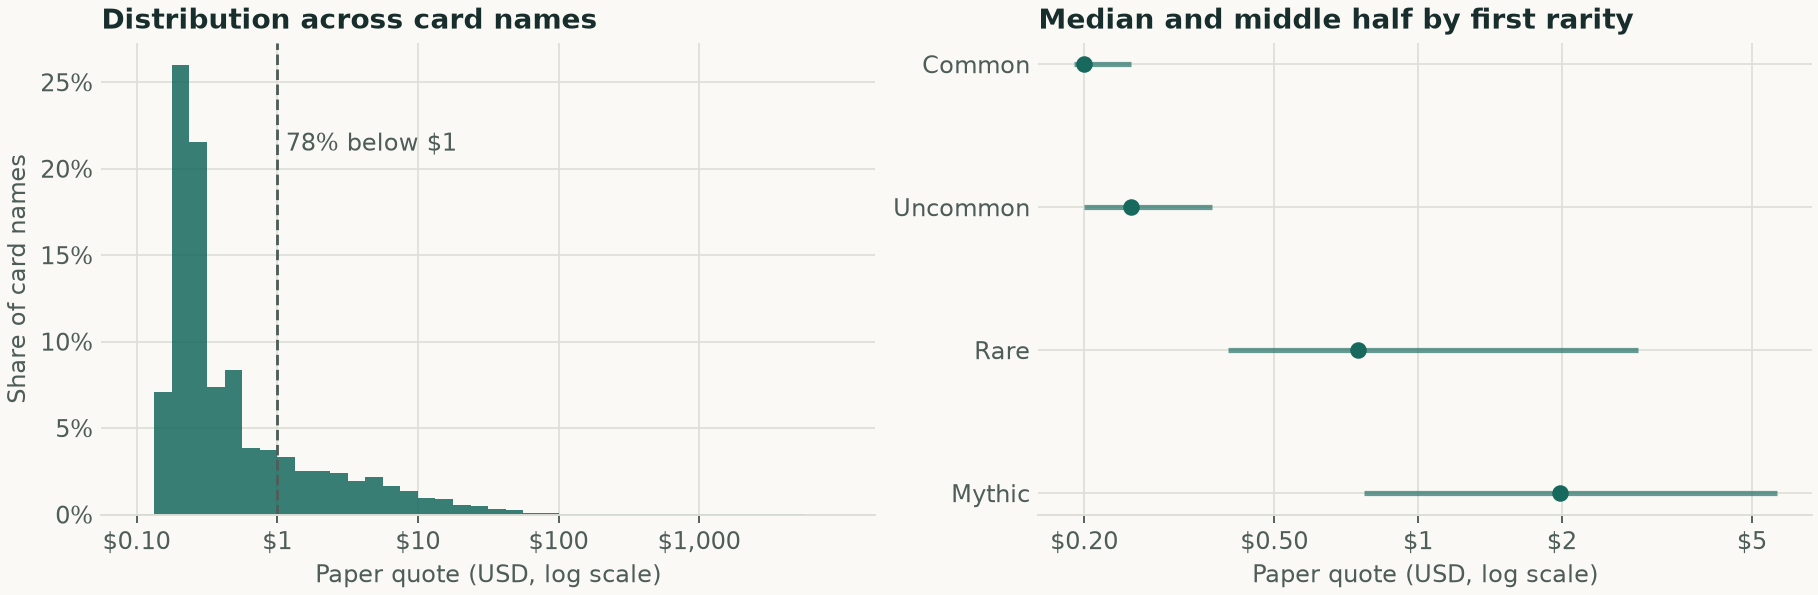 Distribution across card names
25%
20%
15%
10%
5%
0%
Share of card names
78% below $1
$0.10
$1
$10
$100
$1,000
Paper quote (USD, log scale)
Median and middle half by first rarity
Common
Uncommon
Rare
Mythic
$0.20
$0.50
$1
$2
$5
Paper quote (USD, log scale)